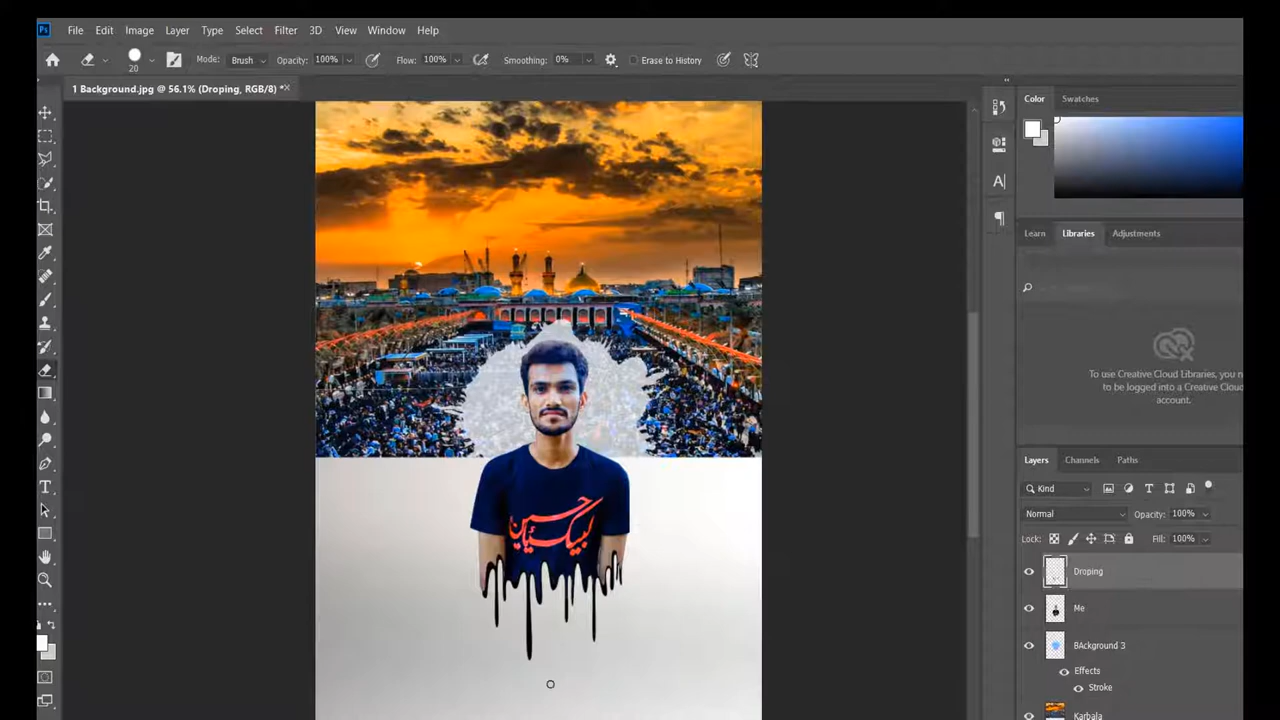 Ps File Edit Image Layer Type Select Filter 3D View Window Help
20 Mode: Brush Opacity: 100% Flow: 100% Smoothing: 0% Erase to History
1 Background.jpg @ 56.1% (Droping, RGB/8) *
Color Swatches
Learn Libraries Adjustments
To use Creative Cloud Libraries, you n
to be logged into a Creative Cloud
account.
لبیک یا حسین
Layers Channels Paths
Kind
Normal Opacity: 100%
Lock: Fill: 100%
Droping
Me
BAckground 3
Effects
Stroke
Karbala